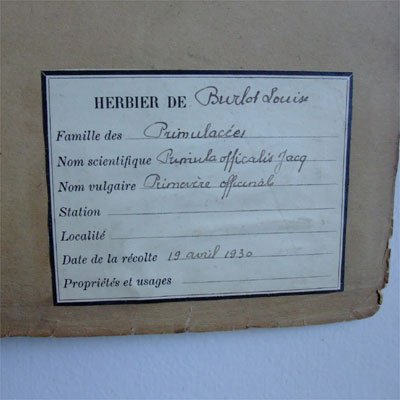 HERBIER DE Burlot Louise
Famille des Primulacées
Nom scientifique Primula officalis Jacq
Nom vulgaire Primevère officinale
Station
Localité
Date de la récolte 19 avril 1930
Propriétés et usages